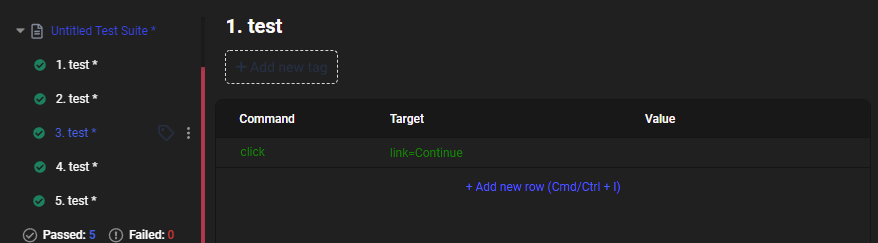 Untitled Test Suite *
1. test *
2. test *
3. test *
4. test *
5. test *
Passed: 5 Failed: 0
1. test
+ Add new tag
Command Target Value
click link=Continue
+ Add new row (Cmd/Ctrl + I)